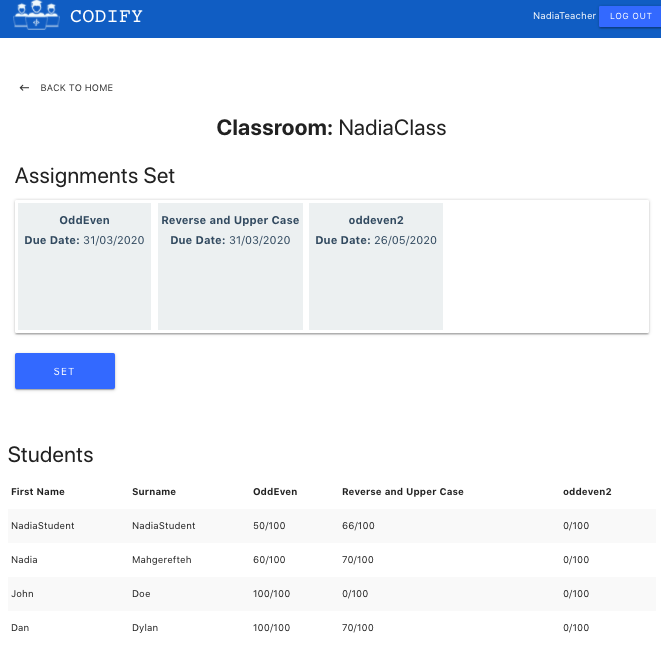 CODIFY
NadiaTeacher LOG OUT
← BACK TO HOME
Classroom: NadiaClass
Assignments Set
OddEven Reverse and Upper Case oddeven2
Due Date: 31/03/2020 Due Date: 31/03/2020 Due Date: 26/05/2020
SET
Students
First Name Surname OddEven Reverse and Upper Case oddeven2
NadiaStudent NadiaStudent 50/100 66/100 0/100
Nadia Mahgerefteh 60/100 70/100 0/100
John Doe 100/100 0/100 0/100
Dan Dylan 100/100 70/100 0/100